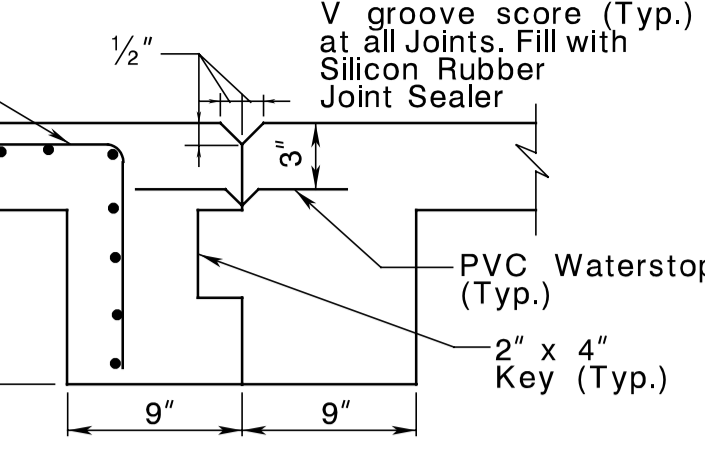 V groove score (Typ.)
at all Joints. Fill with
Silicon Rubber
Joint Sealer
1/2"
3"
PVC Waterstop
(Typ.)
2" x 4"
Key (Typ.)
9"
9"